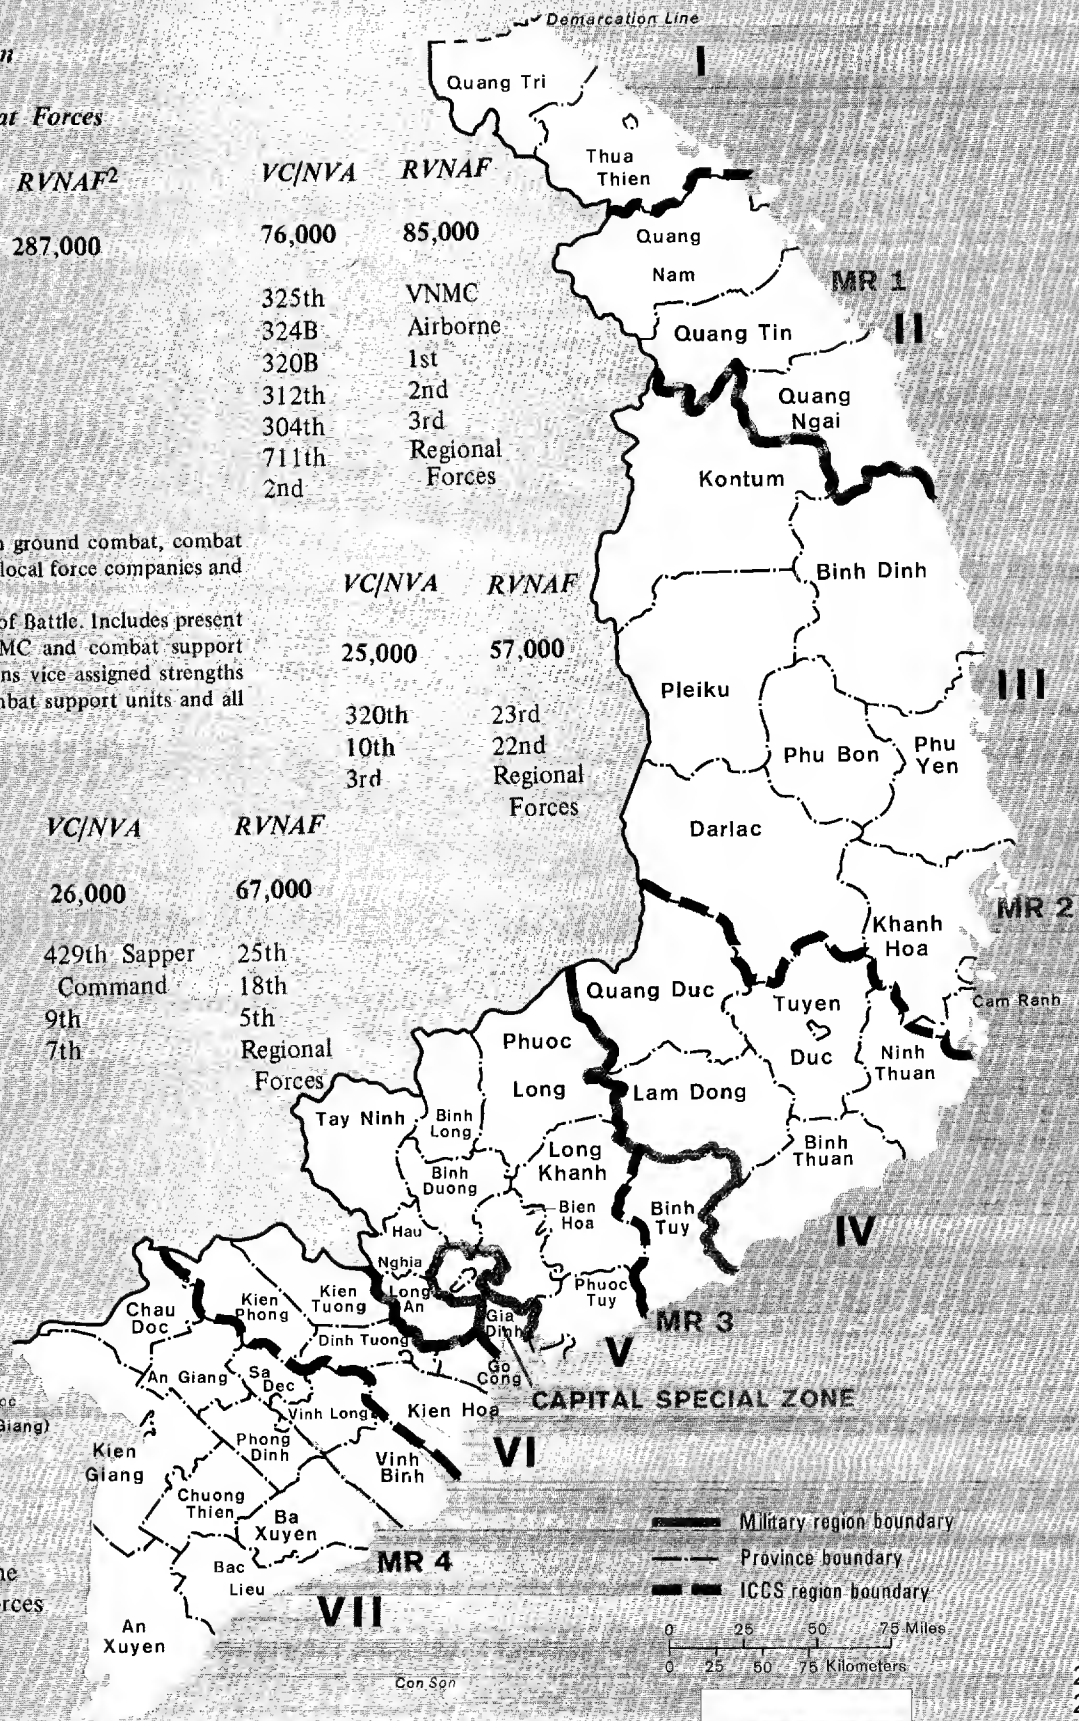 Demarcation Line
I
at Forces
RVNAF²
287,000
VC/NVA RVNAF
76,000 85,000
325th VNMC
324B Airborne
320B 1st
312th 2nd
304th 3rd
711th Regional
2nd Forces
n ground combat, combat
local force companies and
of Battle. Includes present
MC and combat support
ns vice assigned strengths
mbat support units and all
VC/NVA RVNAF
25,000 57,000
320th 23rd
10th 22nd
3rd Regional
Forces
VC/NVA RVNAF
26,000 67,000
429th Sapper 25th
Command 18th
9th 5th
7th Regional
Forces
Quang Tri
Thua
Thien
Quang
Nam
MR 1
II
Quang Tin
Quang
Ngai
Kontum
Binh Dinh
Pleiku
III
Phu Bon
Phu
Yen
Darlac
MR 2
Khanh
Hoa
Cam Ranh
Quang Duc
Tuyen
Duc
Ninh
Thuan
Phuoc
Long
Lam Dong
Tay Ninh
Binh
Long
Long
Khanh
Binh
Thuan
Binh
Duong
Bien
Hoa
Binh
Tuy
IV
Hau
Nghia
Long
An
Phuoc
Tuy
Gia
Dinh
MR 3
V
Kien
Phong
Kien
Tuong
Chau
Doc
Dinh Tuong
Go
Cong
CAPITAL SPECIAL ZONE
An Giang
Sa
Dec
Vinh Long
Kien Hoa
Giang)
VI
Kien
Giang
Phong
Dinh
Vinh
Binh
Chuong
Thien
Ba
Xuyen
MR 4
Bac
Lieu
VII
An
Xuyen
rces
Con Son
Military region boundary
Province boundary
ICCS region boundary
0 25 50 75 Miles
0 25 50 75 Kilometers